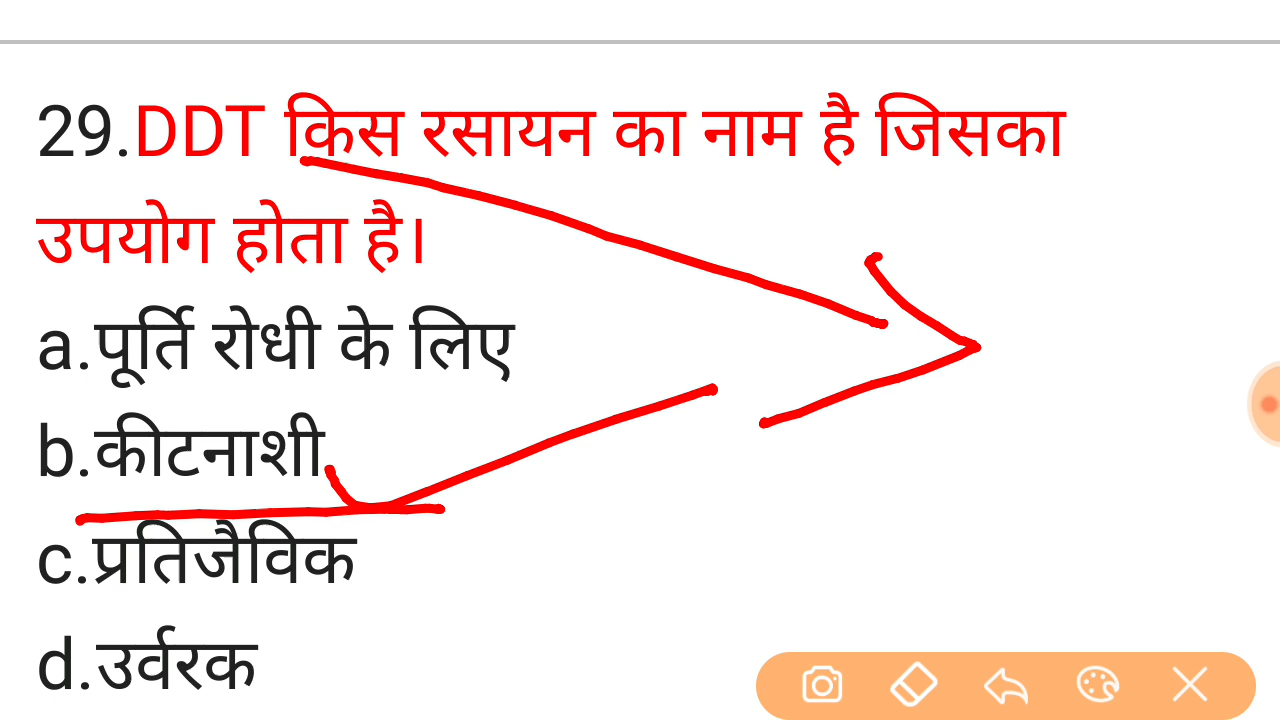 29.DDT किस रसायन का नाम है जिसका
उपयोग होता है।
a.पूर्ति रोधी के लिए
b.कीटनाशी
c.प्रतिजैविक
d.उर्वरक